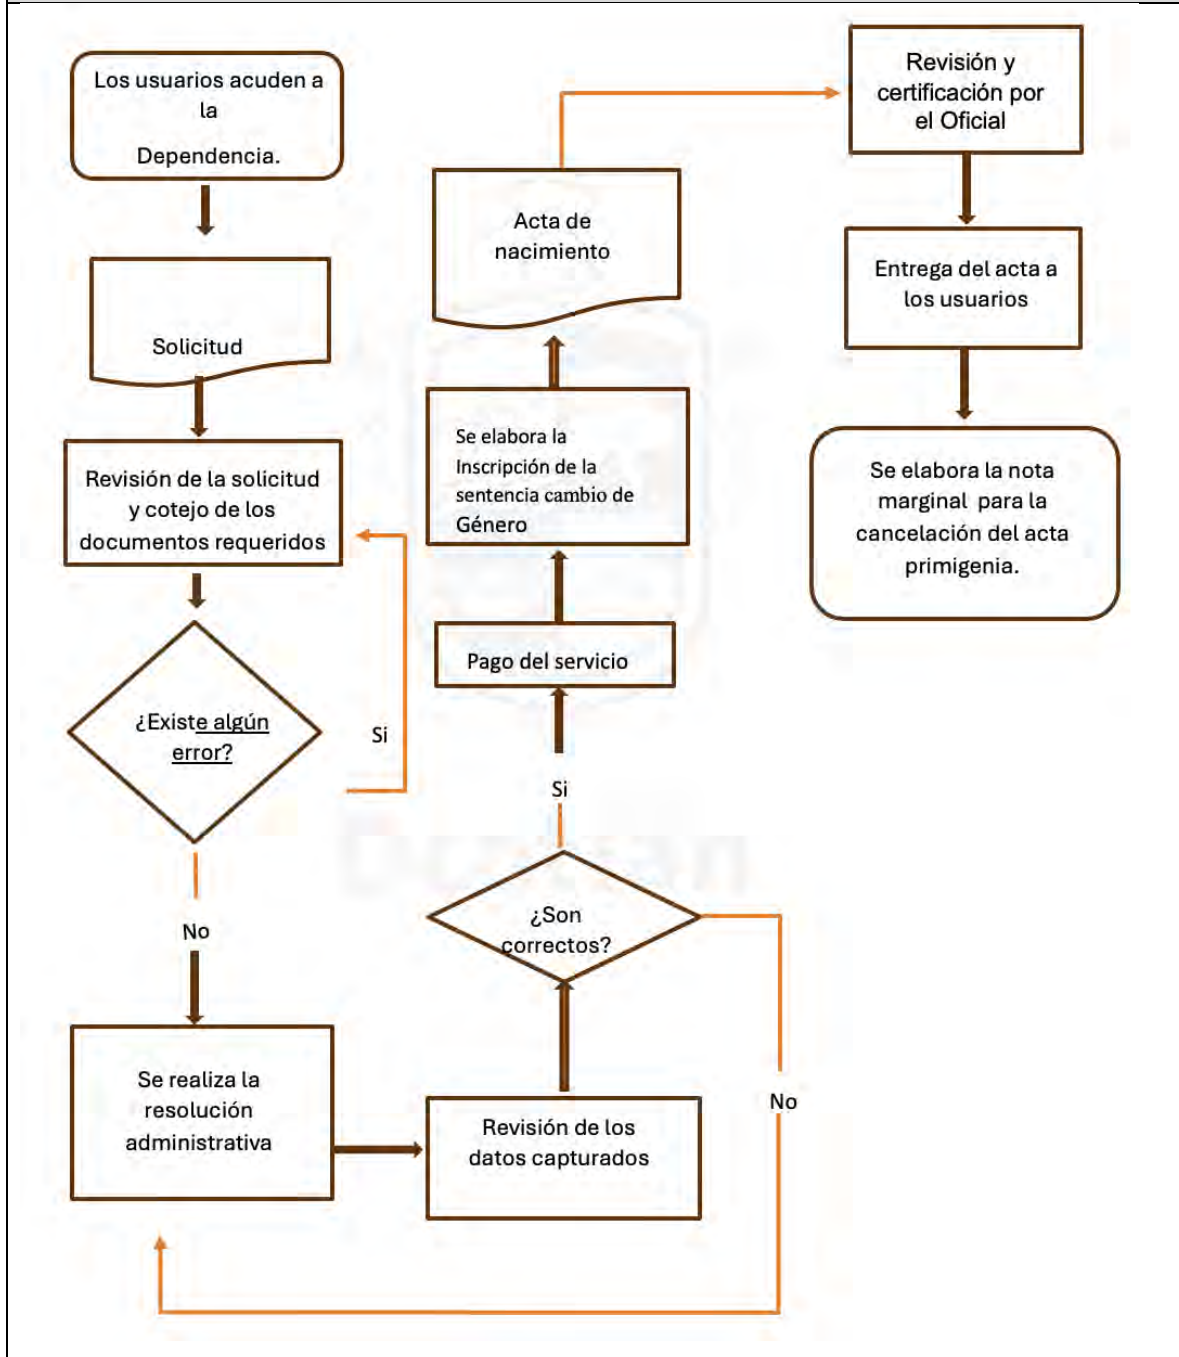 Los usuarios acuden a
la
Dependencia.
Solicitud
Revisión de la solicitud
y cotejo de los
documentos requeridos
¿Existe algún
error?
Si
No
Se realiza la
resolución
administrativa
Revisión de los
datos capturados
¿Son
correctos?
No
Si
Pago del servicio
Se elabora la
Inscripción de la
sentencia cambio de
Género
Acta de
nacimiento
Revisión y
certificación por
el Oficial
Entrega del acta a
los usuarios
Se elabora la nota
marginal para la
cancelación del acta
primigenia.